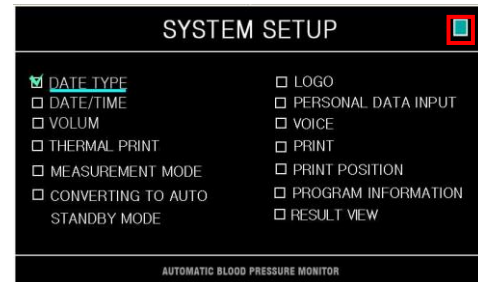 SYSTEM SETUP
DATE TYPE
DATE/TIME
VOLUM
THERMAL PRINT
MEASUREMENT MODE
CONVERTING TO AUTO
STANDBY MODE
LOGO
PERSONAL DATA INPUT
VOICE
PRINT
PRINT POSITION
PROGRAM INFORMATION
RESULT VIEW
AUTOMATIC BLOOD PRESSURE MONITOR